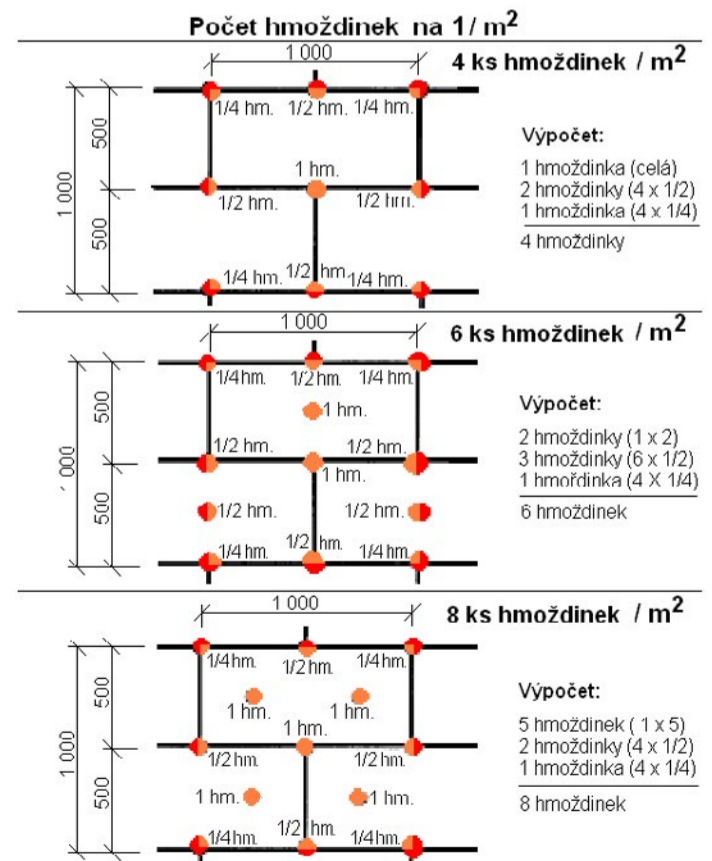 Počet hmoždinek na 1/ m²
1 000
4 ks hmoždinek / m²
1/4 hm. 1/2 hm. 1/4 hm.
500
1 000
500
1 hm.
1/2 hm. 1/2 hm.
1/4 hm. 1/2 hm. 1/4 hm.
Výpočet:
1 hmoždinka (celá)
2 hmoždinky (4 x 1/2)
1 hmoždinka (4 x 1/4)
4 hmoždinky
1 000
6 ks hmoždinek / m²
1/4 hm. 1/2 hm. 1/4 hm.
1 hm.
500
1/2 hm. 1/2 hm.
000
1 hm.
500
1/2 hm. 1/2 hm.
1/4 hm. 1/2 hm. 1/4 hm.
Výpočet:
2 hmoždinky (1 x 2)
3 hmoždinky (6 x 1/2)
1 hmořdinka (4 X 1/4)
6 hmoždinek
1 000
8 ks hmoždinek / m²
1/4 hm. 1/2 hm. 1/4 hm.
500
1 hm. 1 hm.
1 hm.
1 000
1/2 hm. 1/2 hm.
500
1 hm. 1 hm.
1/4 hm. 1/2 hm. 1/4 hm.
Výpočet:
5 hmoždinek ( 1 x 5)
2 hmoždinky (4 x 1/2)
1 hmoždinka (4 x 1/4)
8 hmoždinek